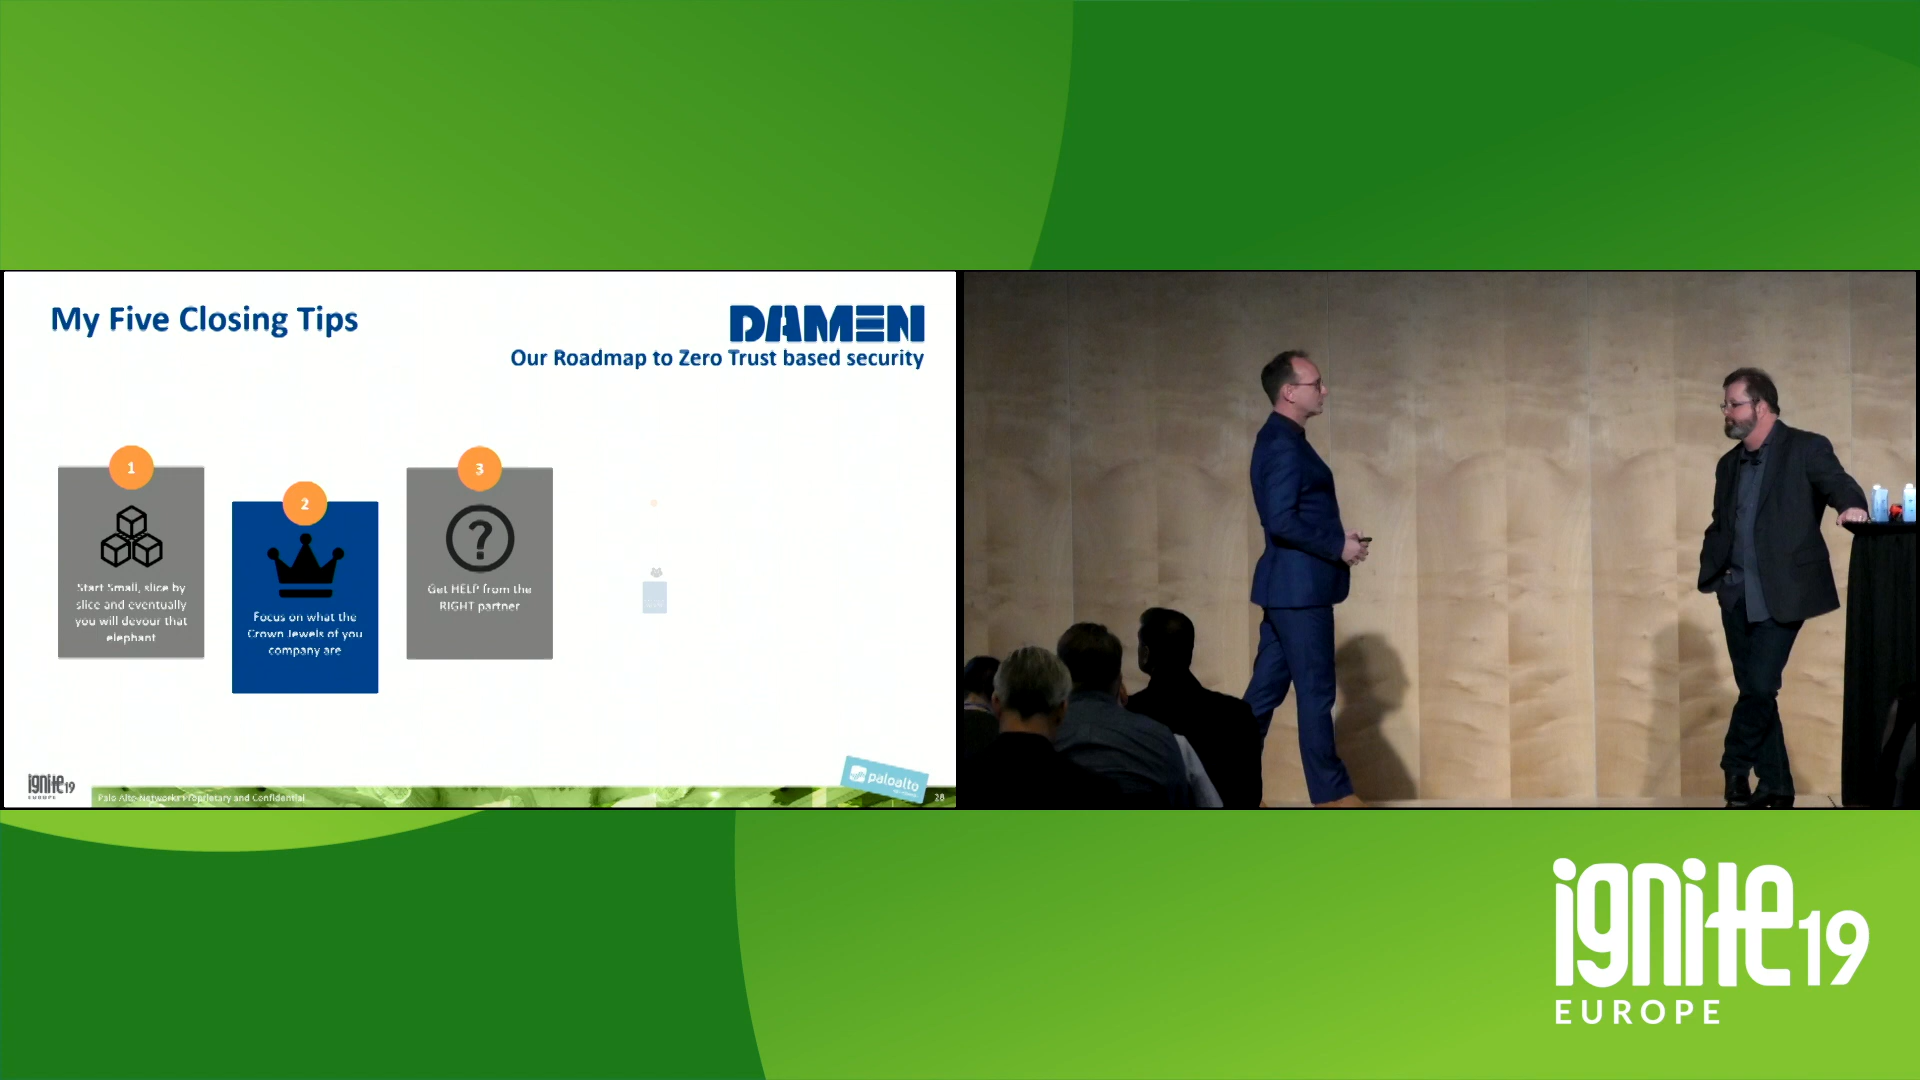 My Five Closing Tips
DAMEN
Our Roadmap to Zero Trust based security
1
Start Small, slice by
slice and eventually
you will devour that
elephant
2
Focus on what the
Crown Jewels of you
company are
3
Get HELP from the
RIGHT partner
ignite19
EUROPE
Palo Alto Networks Proprietary and Confidential
paloalto
28
ignite19
EUROPE